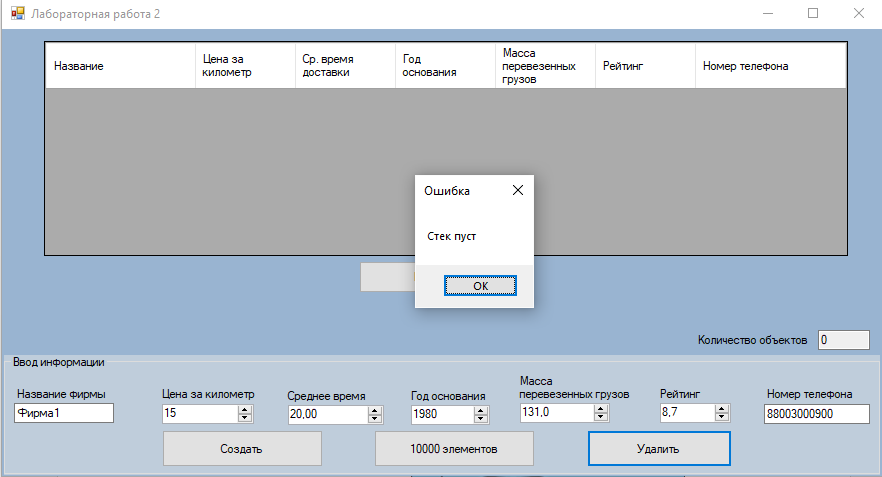 Лабораторная работа 2
Название
Цена за
километр
Ср. время
доставки
Год
основания
Масса
перевезенных
грузов
Рейтинг
Номер телефона
Ошибка
Стек пуст
ОК
Количество объектов
0
Ввод информации
Название фирмы
Цена за километр
Среднее время
Год основания
Масса
перевезенных грузов
Рейтинг
Номер телефона
Фирма1
15
20,00
1980
131,0
8,7
88003000900
Создать
10000 элементов
Удалить